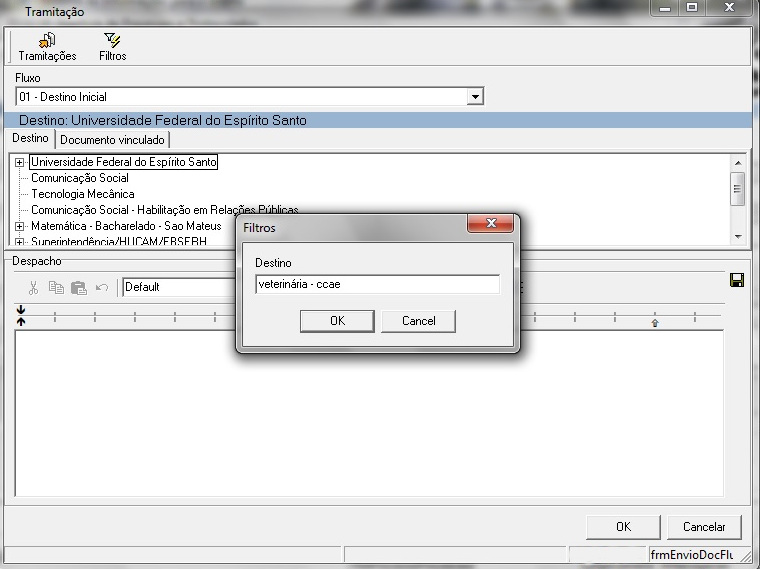 Tramitação
Tramitações Filtros
Fluxo
01 - Destino Inicial
Destino: Universidade Federal do Espírito Santo
Destino Documento vinculado
Universidade Federal do Espírito Santo
Comunicação Social
Tecnologia Mecânica
Comunicação Social - Habilitação em Relações Públicas
Matemática - Bacharelado - Sao Mateus
Superintendência/HUCAM/EBSERH
Filtros
Destino
veterinária - ccae
OK Cancel
Despacho
Default
OK Cancelar
frmEnvioDocFlu